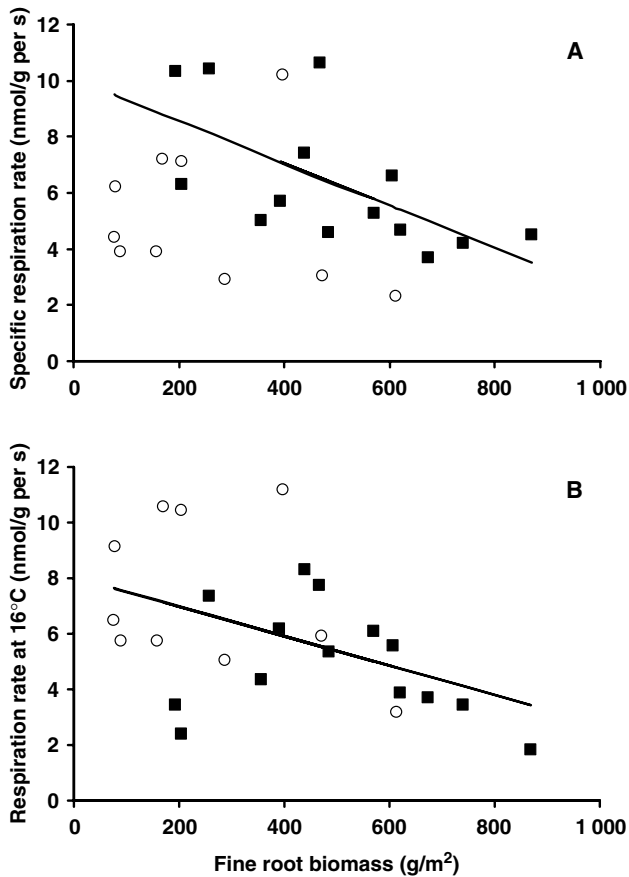 A
Specific respiration rate (nmol/g per s)
12
10
8
6
4
2
0
0 200 400 600 800 1 000
B
Respiration rate at 16°C (nmol/g per s)
12
10
8
6
4
2
0
0 200 400 600 800 1 000
Fine root biomass (g/m²)